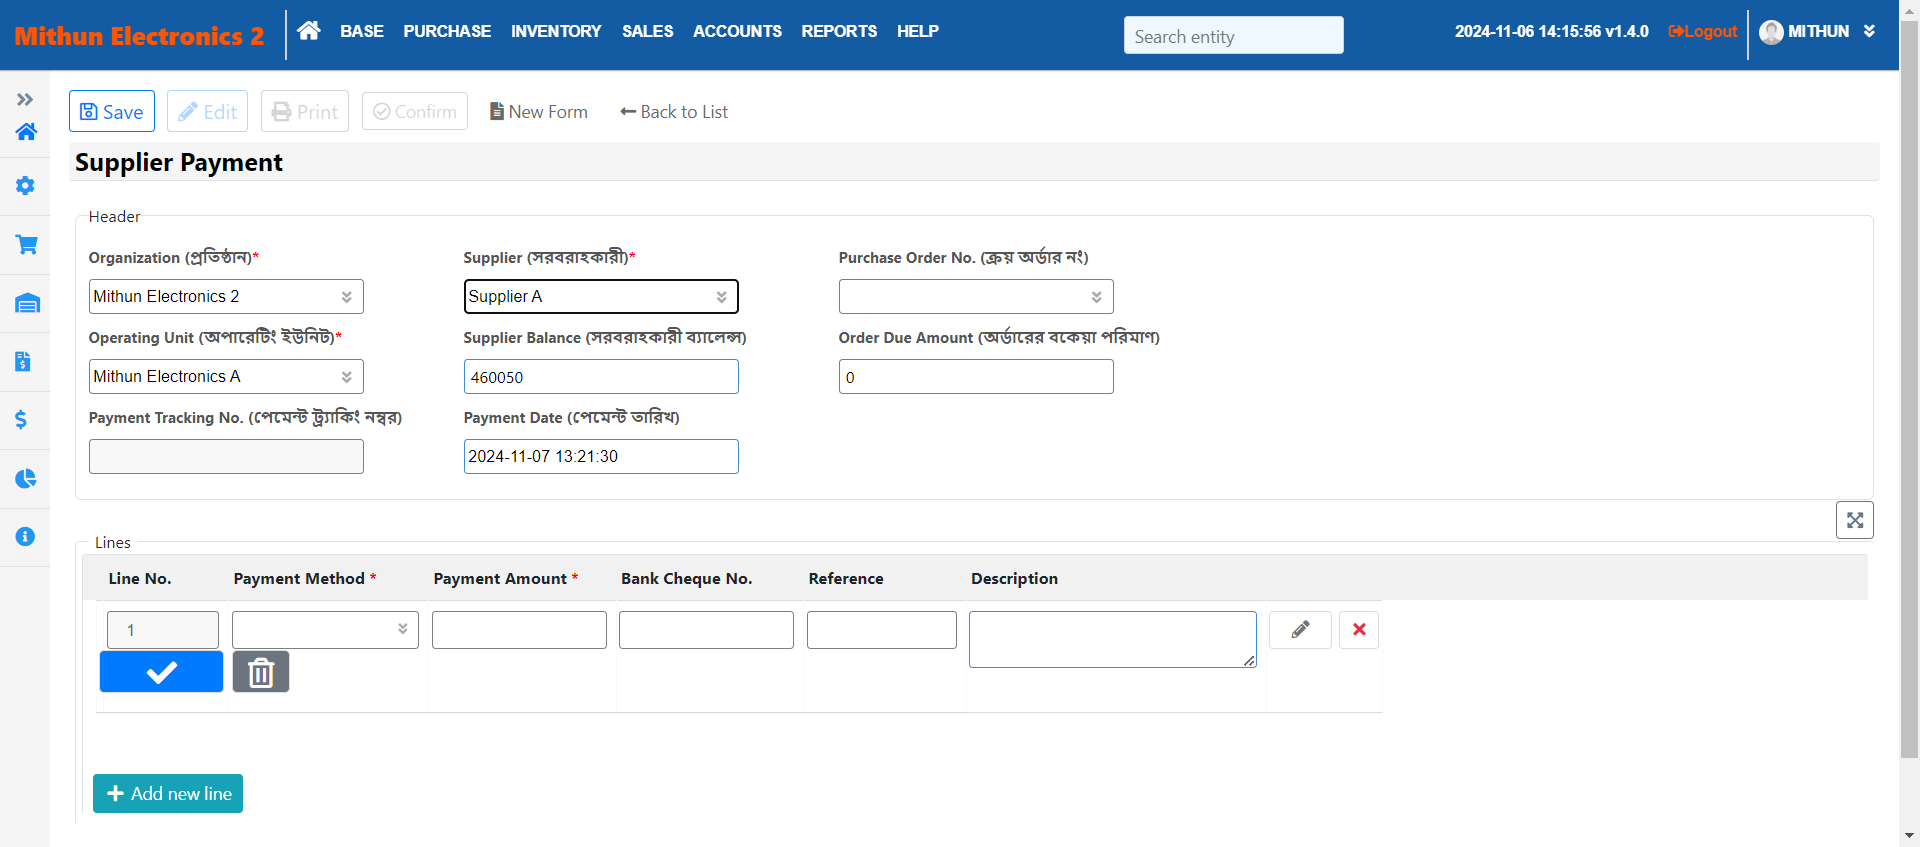 Mithun Electronics 2
BASE PURCHASE INVENTORY SALES ACCOUNTS REPORTS HELP
Search entity
2024-11-06 14:15:56 v1.4.0
Logout
MITHUN
Save Edit Print Confirm New Form Back to List
Supplier Payment
Header
Organization (প্রতিষ্ঠান)* Supplier (সরবরাহকারী)* Purchase Order No. (ক্রয় অর্ডার নং)
Mithun Electronics 2 Supplier A
Operating Unit (অপারেটিং ইউনিট)* Supplier Balance (সরবরাহকারী ব্যালেন্স) Order Due Amount (অর্ডারের বকেয়া পরিমাণ)
Mithun Electronics A 460050 0
Payment Tracking No. (পেমেন্ট ট্র্যাকিং নম্বর) Payment Date (পেমেন্ট তারিখ)
2024-11-07 13:21:30
Lines
Line No. Payment Method * Payment Amount * Bank Cheque No. Reference Description
1
Add new line